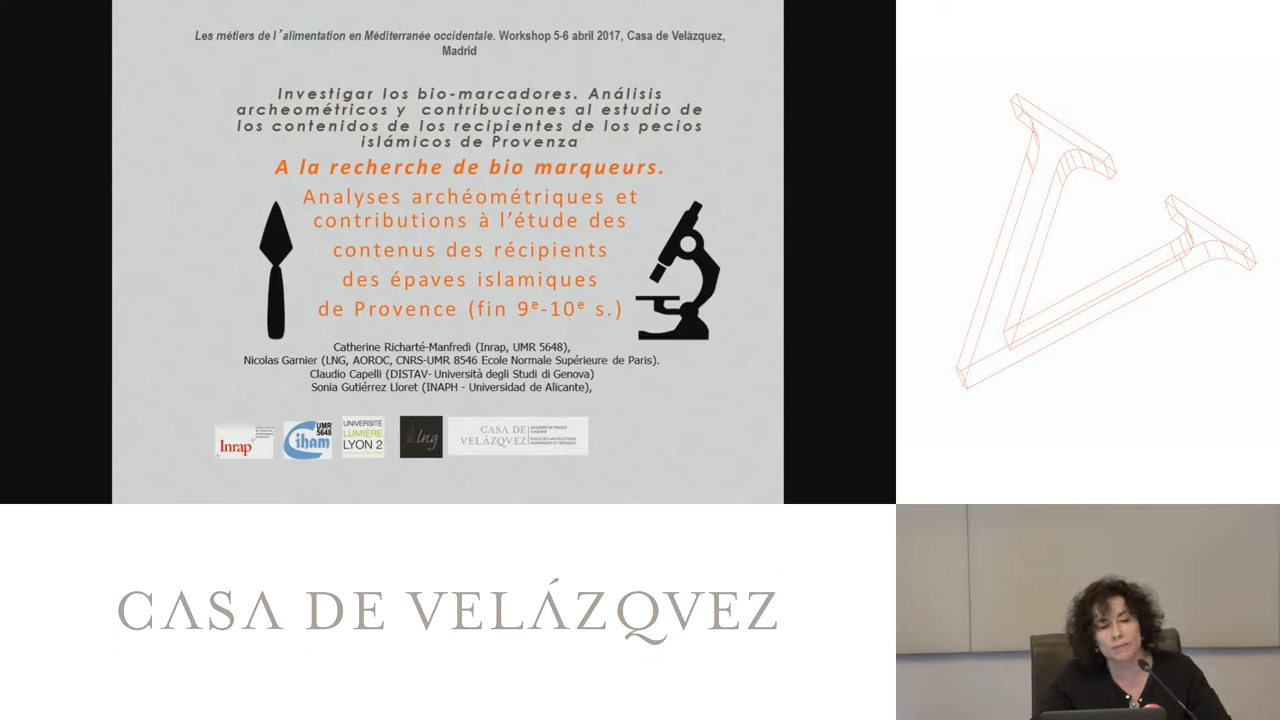 Les métiers de l´alimentation en Méditerranée occidentale. Workshop 5-6 abril 2017, Casa de Velázquez,
Madrid
Investigar los bio-marcadores. Análisis
archeométricos y contribuciones al estudio de
los contenidos de los recipientes de los pecios
islámicos de Provenza
A la recherche de bio marqueurs.
Analyses archéométriques et
contributions à l’étude des
contenus des récipients
des épaves islamiques
de Provence (fin 9ᵉ-10ᵉ s.)
Catherine Richarté-Manfredi (Inrap, UMR 5648),
Nicolas Garnier (LNG, AOROC, CNRS-UMR 8546 Ecole Normale Supérieure de Paris).
Claudio Capelli (DISTAV- Università degli Studi di Genova)
Sonia Gutiérrez Lloret (INAPH - Universidad de Alicante),
Inrap
UMR
5648
Ciham
UNIVERSITÉ
LUMIÈRE
LYON 2
lng
CASA DE
VELÁZQVEZ
CASA DE VELÁZQVEZ